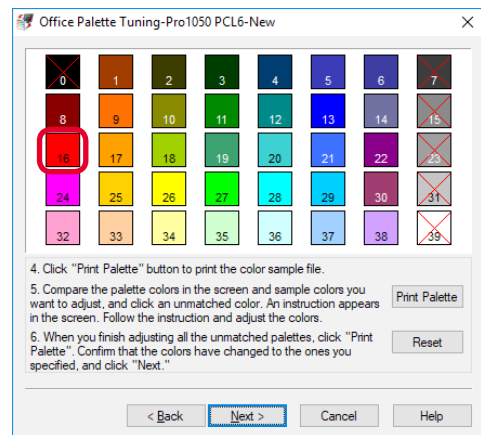 Office Palette Tuning-Pro1050 PCL6-New
0 1 2 3 4 5 6 7
8 9 10 11 12 13 14 15
16 17 18 19 20 21 22 23
24 25 26 27 28 29 30 31
32 33 34 35 36 37 38 39
4. Click "Print Palette" button to print the color sample file.
5. Compare the palette colors in the screen and sample colors you
want to adjust, and click an unmatched color. An instruction appears
in the screen. Follow the instruction and adjust the colors.
Print Palette
6. When you finish adjusting all the unmatched palettes, click "Print
Palette". Confirm that the colors have changed to the ones you
specified, and click "Next."
Reset
< Back Next > Cancel Help